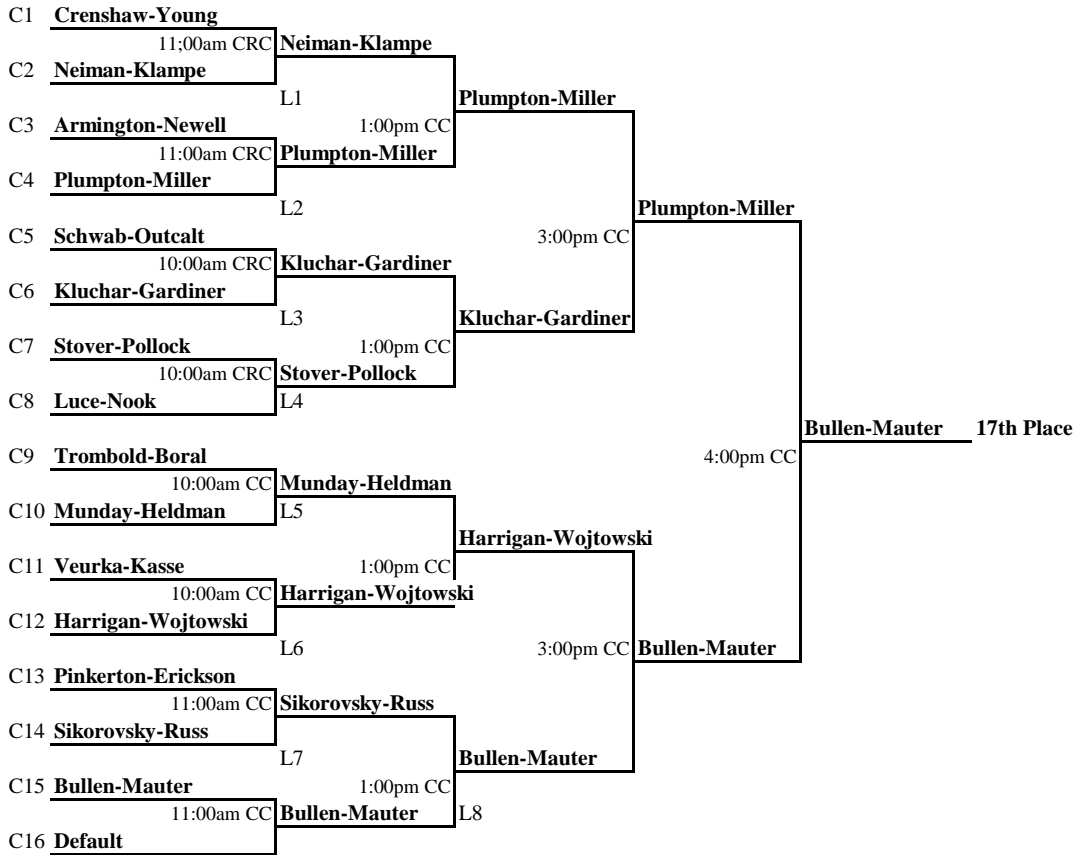 C1 Crenshaw-Young
11;00am CRC Neiman-Klampe
C2 Neiman-Klampe
L1 Plumpton-Miller
C3 Armington-Newell 1:00pm CC
11:00am CRC Plumpton-Miller
C4 Plumpton-Miller
L2 Plumpton-Miller
C5 Schwab-Outcalt 3:00pm CC
10:00am CRC Kluchar-Gardiner
C6 Kluchar-Gardiner
L3 Kluchar-Gardiner
C7 Stover-Pollock 1:00pm CC
10:00am CRC Stover-Pollock
C8 Luce-Nook L4
Bullen-Mauter 17th Place
C9 Trombold-Boral 4:00pm CC
10:00am CC Munday-Heldman
C10 Munday-Heldman L5
Harrigan-Wojtowski
C11 Veurka-Kasse 1:00pm CC
10:00am CC Harrigan-Wojtowski
C12 Harrigan-Wojtowski
L6 3:00pm CC Bullen-Mauter
C13 Pinkerton-Erickson
11:00am CC Sikorovsky-Russ
C14 Sikorovsky-Russ
L7 Bullen-Mauter
C15 Bullen-Mauter 1:00pm CC
11:00am CC Bullen-Mauter L8
C16 Default